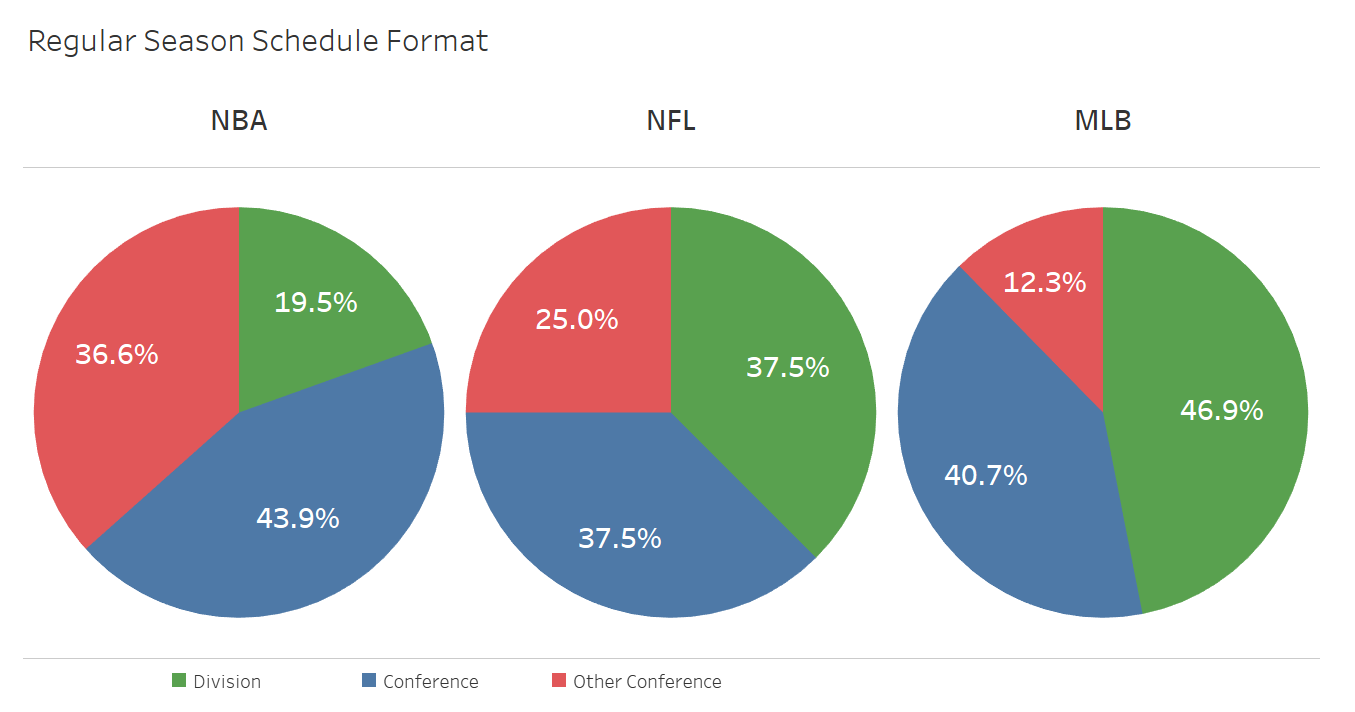 Regular Season Schedule Format
NBA NFL MLB
36.6% 19.5% 43.9%
25.0% 37.5% 37.5%
12.3% 46.9% 40.7%
Division Conference Other Conference